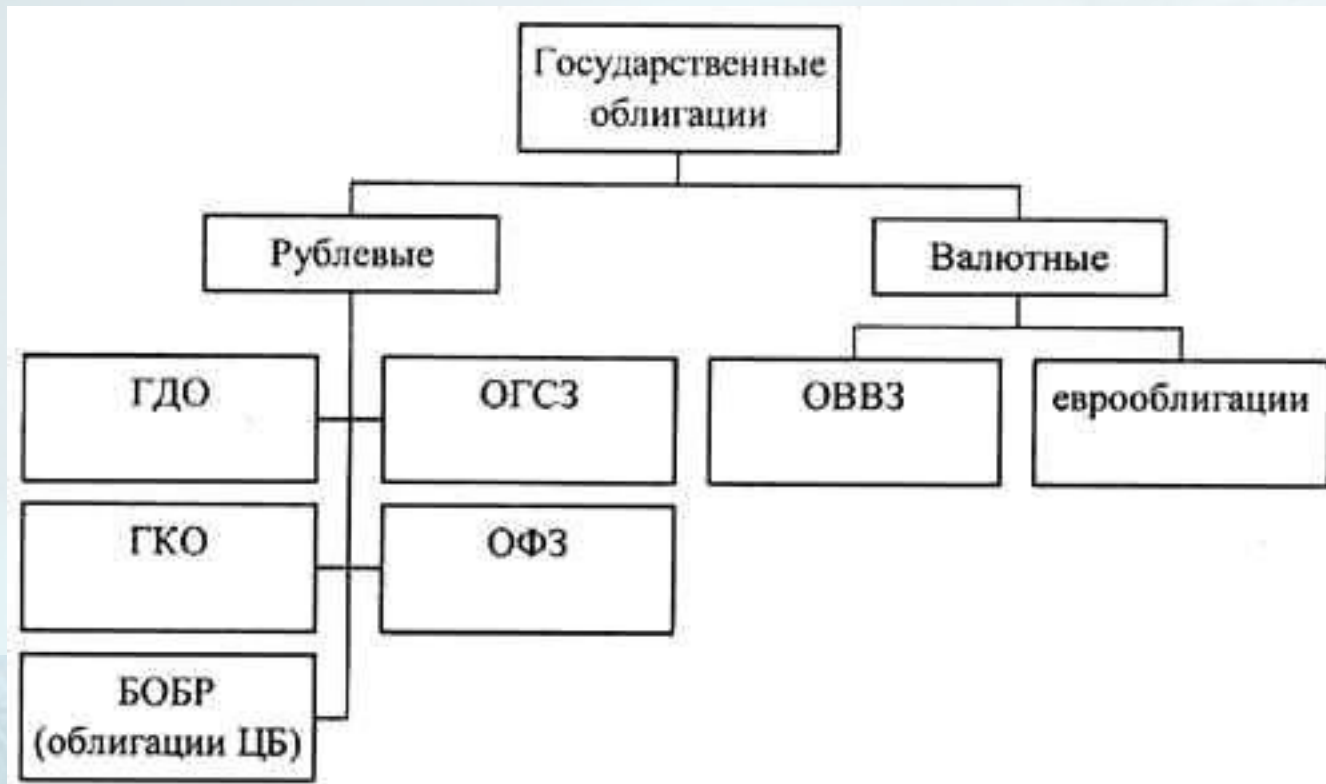 Государственные
облигации
Рублевые
Валютные
ГДО
ОГСЗ
ОВВЗ
еврооблигации
ГКО
ОФЗ
БОБР
(облигации ЦБ)